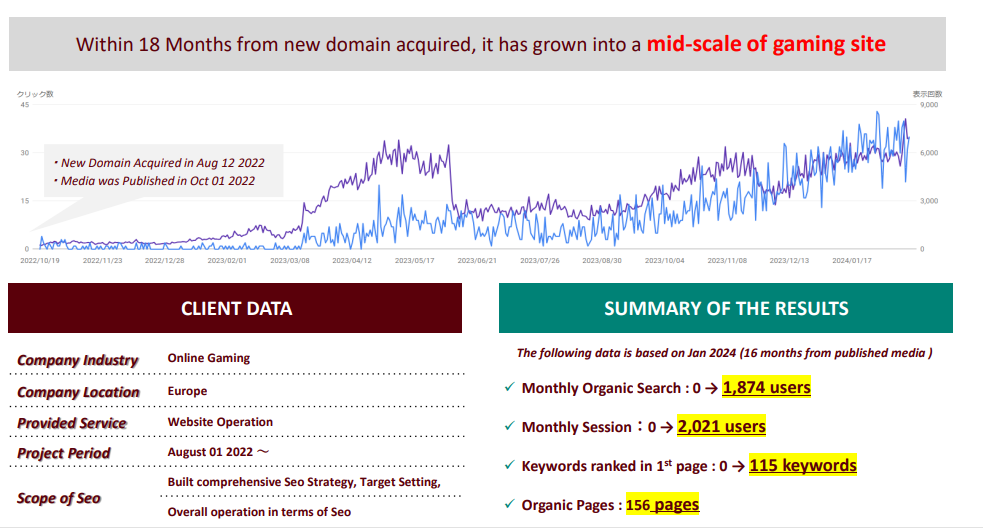 Within 18 Months from new domain acquired, it has grown into a mid-scale of gaming site
クリック数
表示回数
45
9,000
30
6,000
15
3,000
0
0
・New Domain Acquired in Aug 12 2022
・Media was Published in Oct 01 2022
2022/10/19 2022/11/23 2022/12/28 2023/02/01 2023/03/08 2023/04/12 2023/05/17 2023/06/21 2023/07/26 2023/08/30 2023/10/04 2023/11/08 2023/12/13 2024/01/17
CLIENT DATA
Company Industry Online Gaming
Company Location Europe
Provided Service Website Operation
Project Period August 01 2022 ～
Scope of Seo Built comprehensive Seo Strategy, Target Setting,
Overall operation in terms of Seo
SUMMARY OF THE RESULTS
The following data is based on Jan 2024 (16 months from published media )
✓ Monthly Organic Search : 0 → 1,874 users
✓ Monthly Session：0 → 2,021 users
✓ Keywords ranked in 1st page : 0 → 115 keywords
✓ Organic Pages : 156 pages